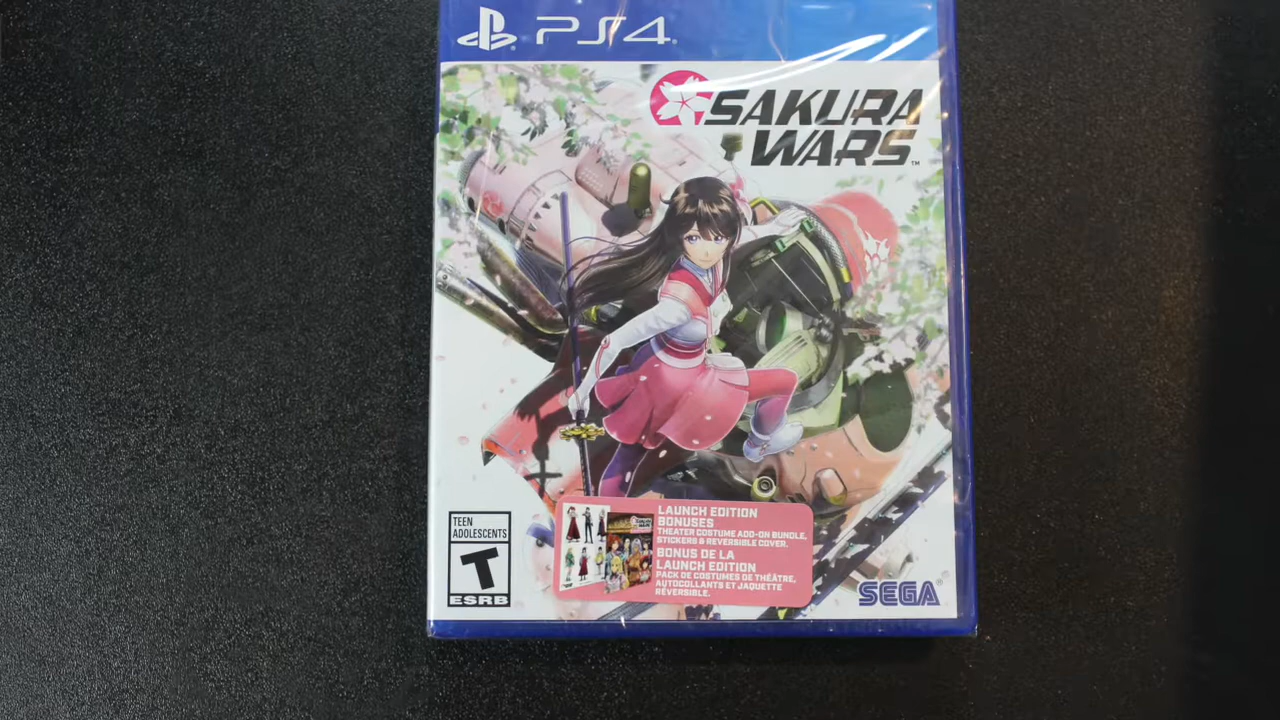 PS4
SAKURA
WARS™
LAUNCH EDITION
BONUSES
THEATER COSTUME ADD-ON BUNDLE,
STICKERS & REVERSIBLE COVER.
BONUS DE LA
LAUNCH EDITION
PACK DE COSTUMES DE THÉÂTRE,
AUTOCOLLANTS ET JAQUETTE
RÉVERSIBLE.
TEEN
ADOLESCENTS
T
ESRB
SEGA®